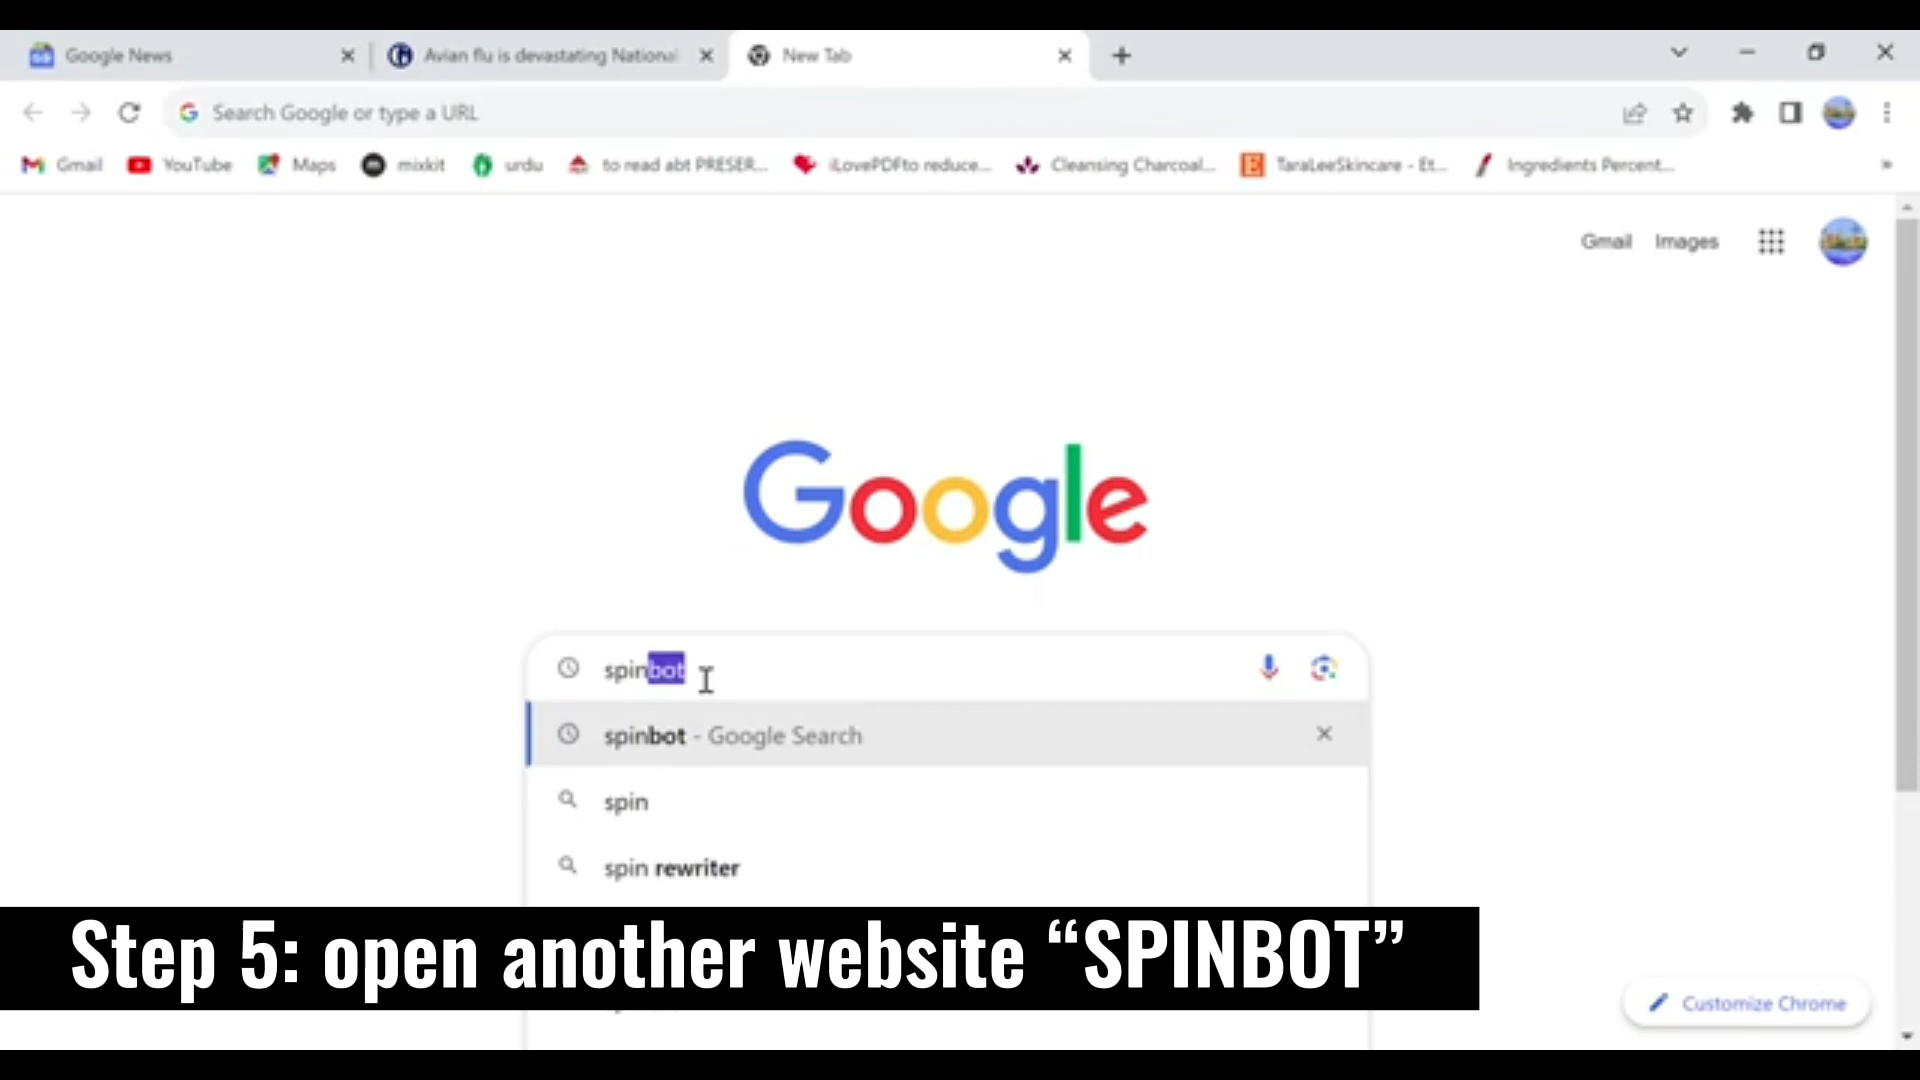 Google News
Avian flu is devastating National
New Tab
Search Google or type a URL
Gmail
YouTube
Maps
mixkit
urdu
to read abt PRESER...
iLovePDFto reduce...
Cleansing Charcoal...
TaraLeeSkincare - Et...
Ingredients Percent...
»
Gmail Images
Google
spinbot
spinbot - Google Search
spin
spin rewriter
Step 5: open another website “SPINBOT”
Customize Chrome